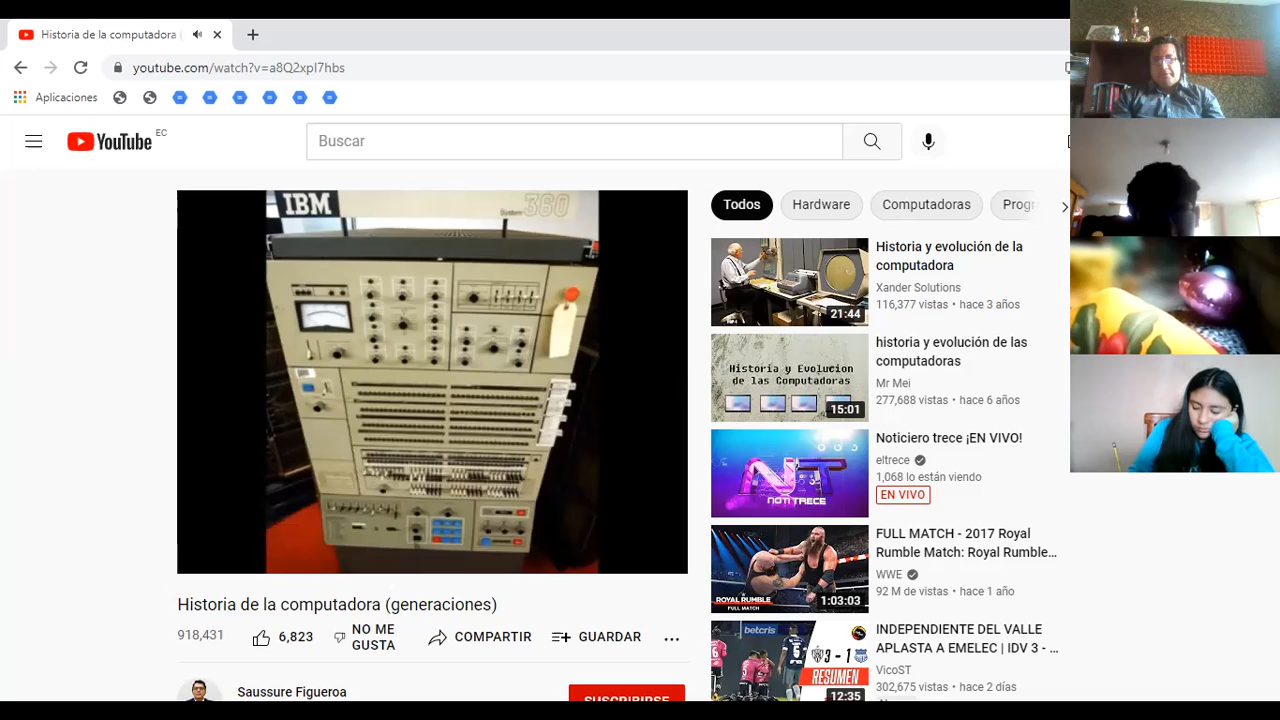 Historia de la computadora (
youtube.com/watch?v=a8Q2xpI7hbs
Aplicaciones
YouTube EC
Buscar
IBM
System 360
Todos
Hardware
Computadoras
Progr
Historia y evolución de la
computadora
Xander Solutions
116,377 vistas • hace 3 años
21:44
Historia y Evolucion
de las Computadoras
15:01
historia y evolución de las
computadoras
Mr Mei
277,688 vistas • hace 6 años
NT
NOTITRECE
Noticiero trece ¡EN VIVO!
eltrece
1,068 lo están viendo
EN VIVO
ROYAL RUMBLE
FULL MATCH
1:03:03
FULL MATCH - 2017 Royal
Rumble Match: Royal Rumble…
WWE
92 M de vistas • hace 1 año
betcris
3 - 1
RESUMEN
12:35
INDEPENDIENTE DEL VALLE
APLASTA A EMELEC | IDV 3 - …
VicoST
302,675 vistas • hace 2 días
Historia de la computadora (generaciones)
918,431
6,823
NO ME
GUSTA
COMPARTIR
GUARDAR
Saussure Figueroa
SUSCRIBIRSE